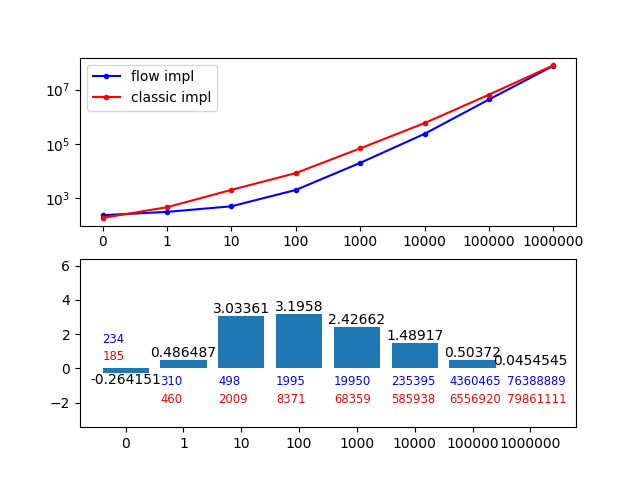 flow impl
classic impl
10^7
10^5
10^3
0 1 10 100 1000 10000 100000 1000000
6
4
2
0
−2
-0.264151 0.486487 3.03361 3.1958 2.42662 1.48917 0.50372 0.0454545
234 310 498 1995 19950 235395 4360465 76388889
185 460 2009 8371 68359 585938 6556920 79861111
0 1 10 100 1000 10000 100000 1000000